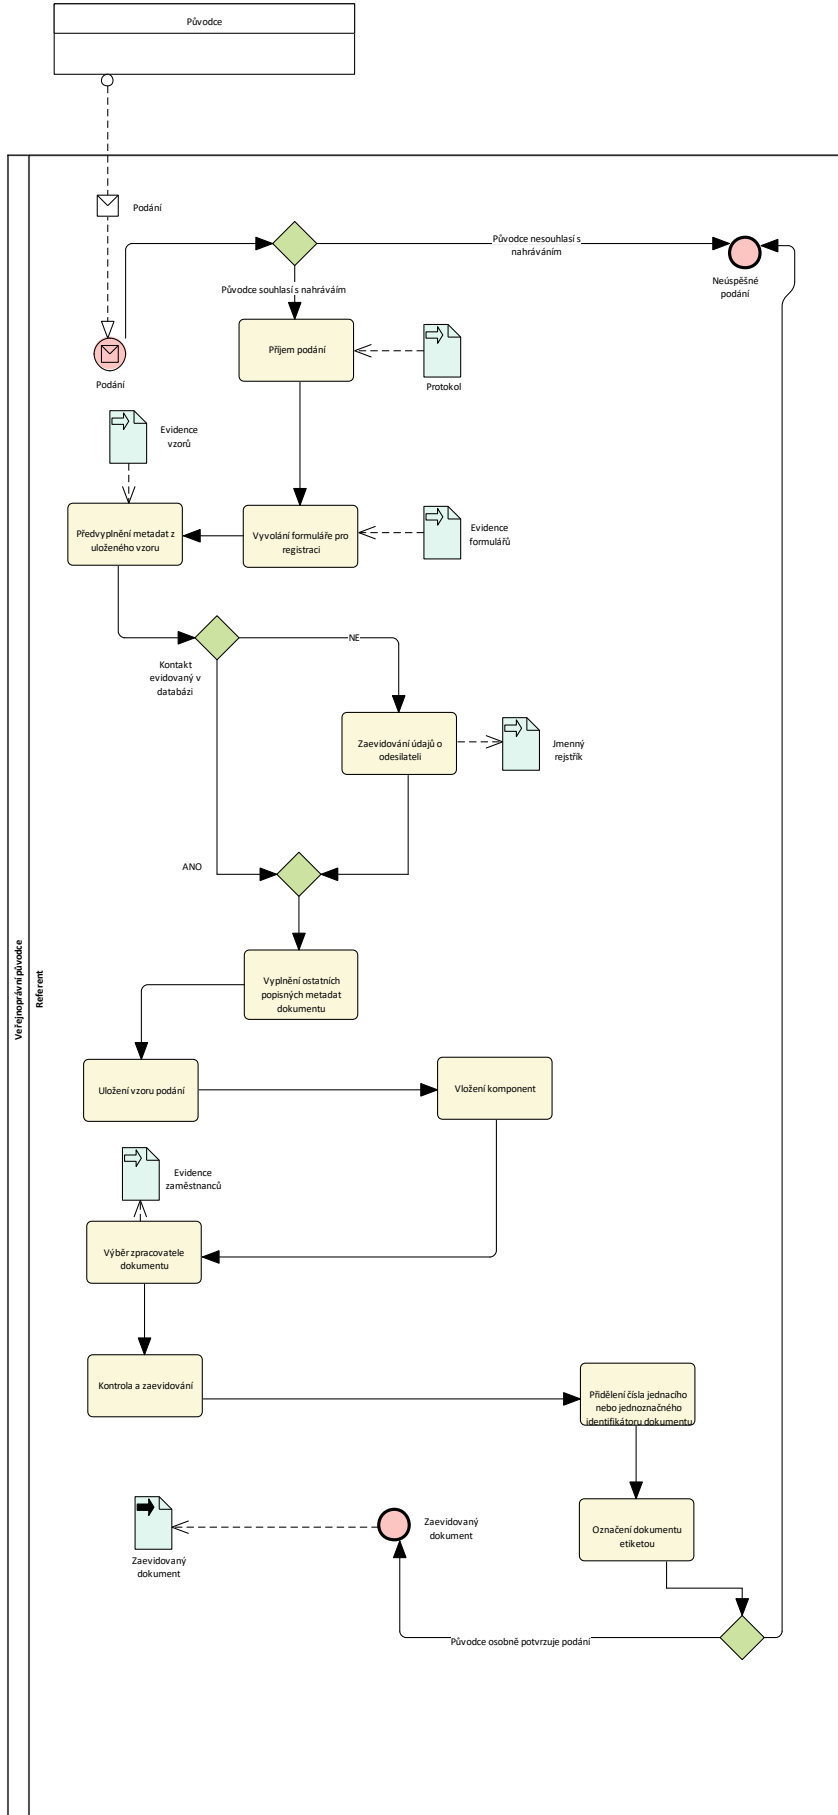 Původce
Podání
Původce nesouhlasí s
nahráváním
Neúspěšné
podání
Původce souhlasí s nahráváím
Příjem podání
Protokol
Podání
Evidence
vzorů
Předvyplnění metadat z
uloženého vzoru
Vyvolání formuláře pro
registraci
Evidence
formulářů
NE
Kontakt
evidovaný v
databázi
Zaevidování údajů o
odesilateli
Jmenný
rejstřík
ANO
Vyplnění ostatních
popisných metadat
dokumentu
Veřejnoprávní původce
Referent
Uložení vzoru podání
Vložení komponent
Evidence
zaměstnanců
Výběr zpracovatele
dokumentu
Kontrola a zaevidování
Přidělení čísla jednacího
nebo jednoznačného
identifikátoru dokumentu
Označení dokumentu
etiketou
Zaevidovaný
dokument
Zaevidovaný
dokument
Původce osobně potvrzuje podání